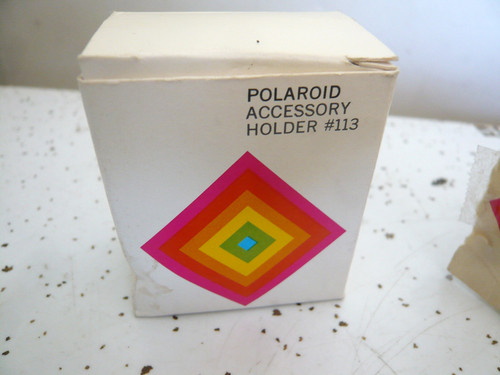 POLAROID
ACCESSORY
HOLDER #113